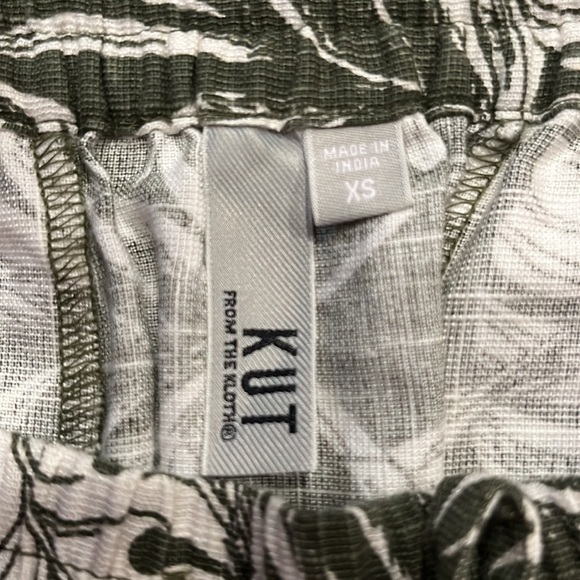 MADE IN
INDIA
XS
KUT
FROM THE KLOTH®